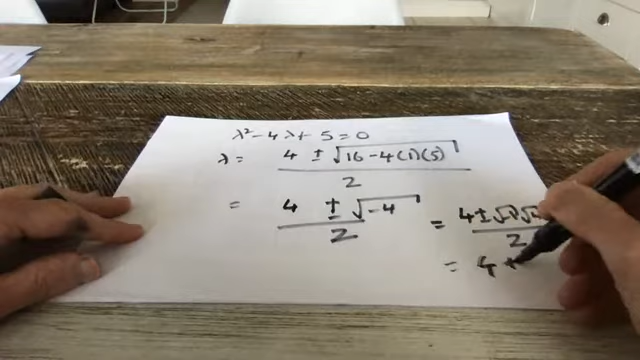 λ² - 4λ + 5 = 0
λ = 4 ± √16 - 4(1)(5) / 2
= 4 ± √-4 / 2
= 4 ± √ √ / 2
= 4